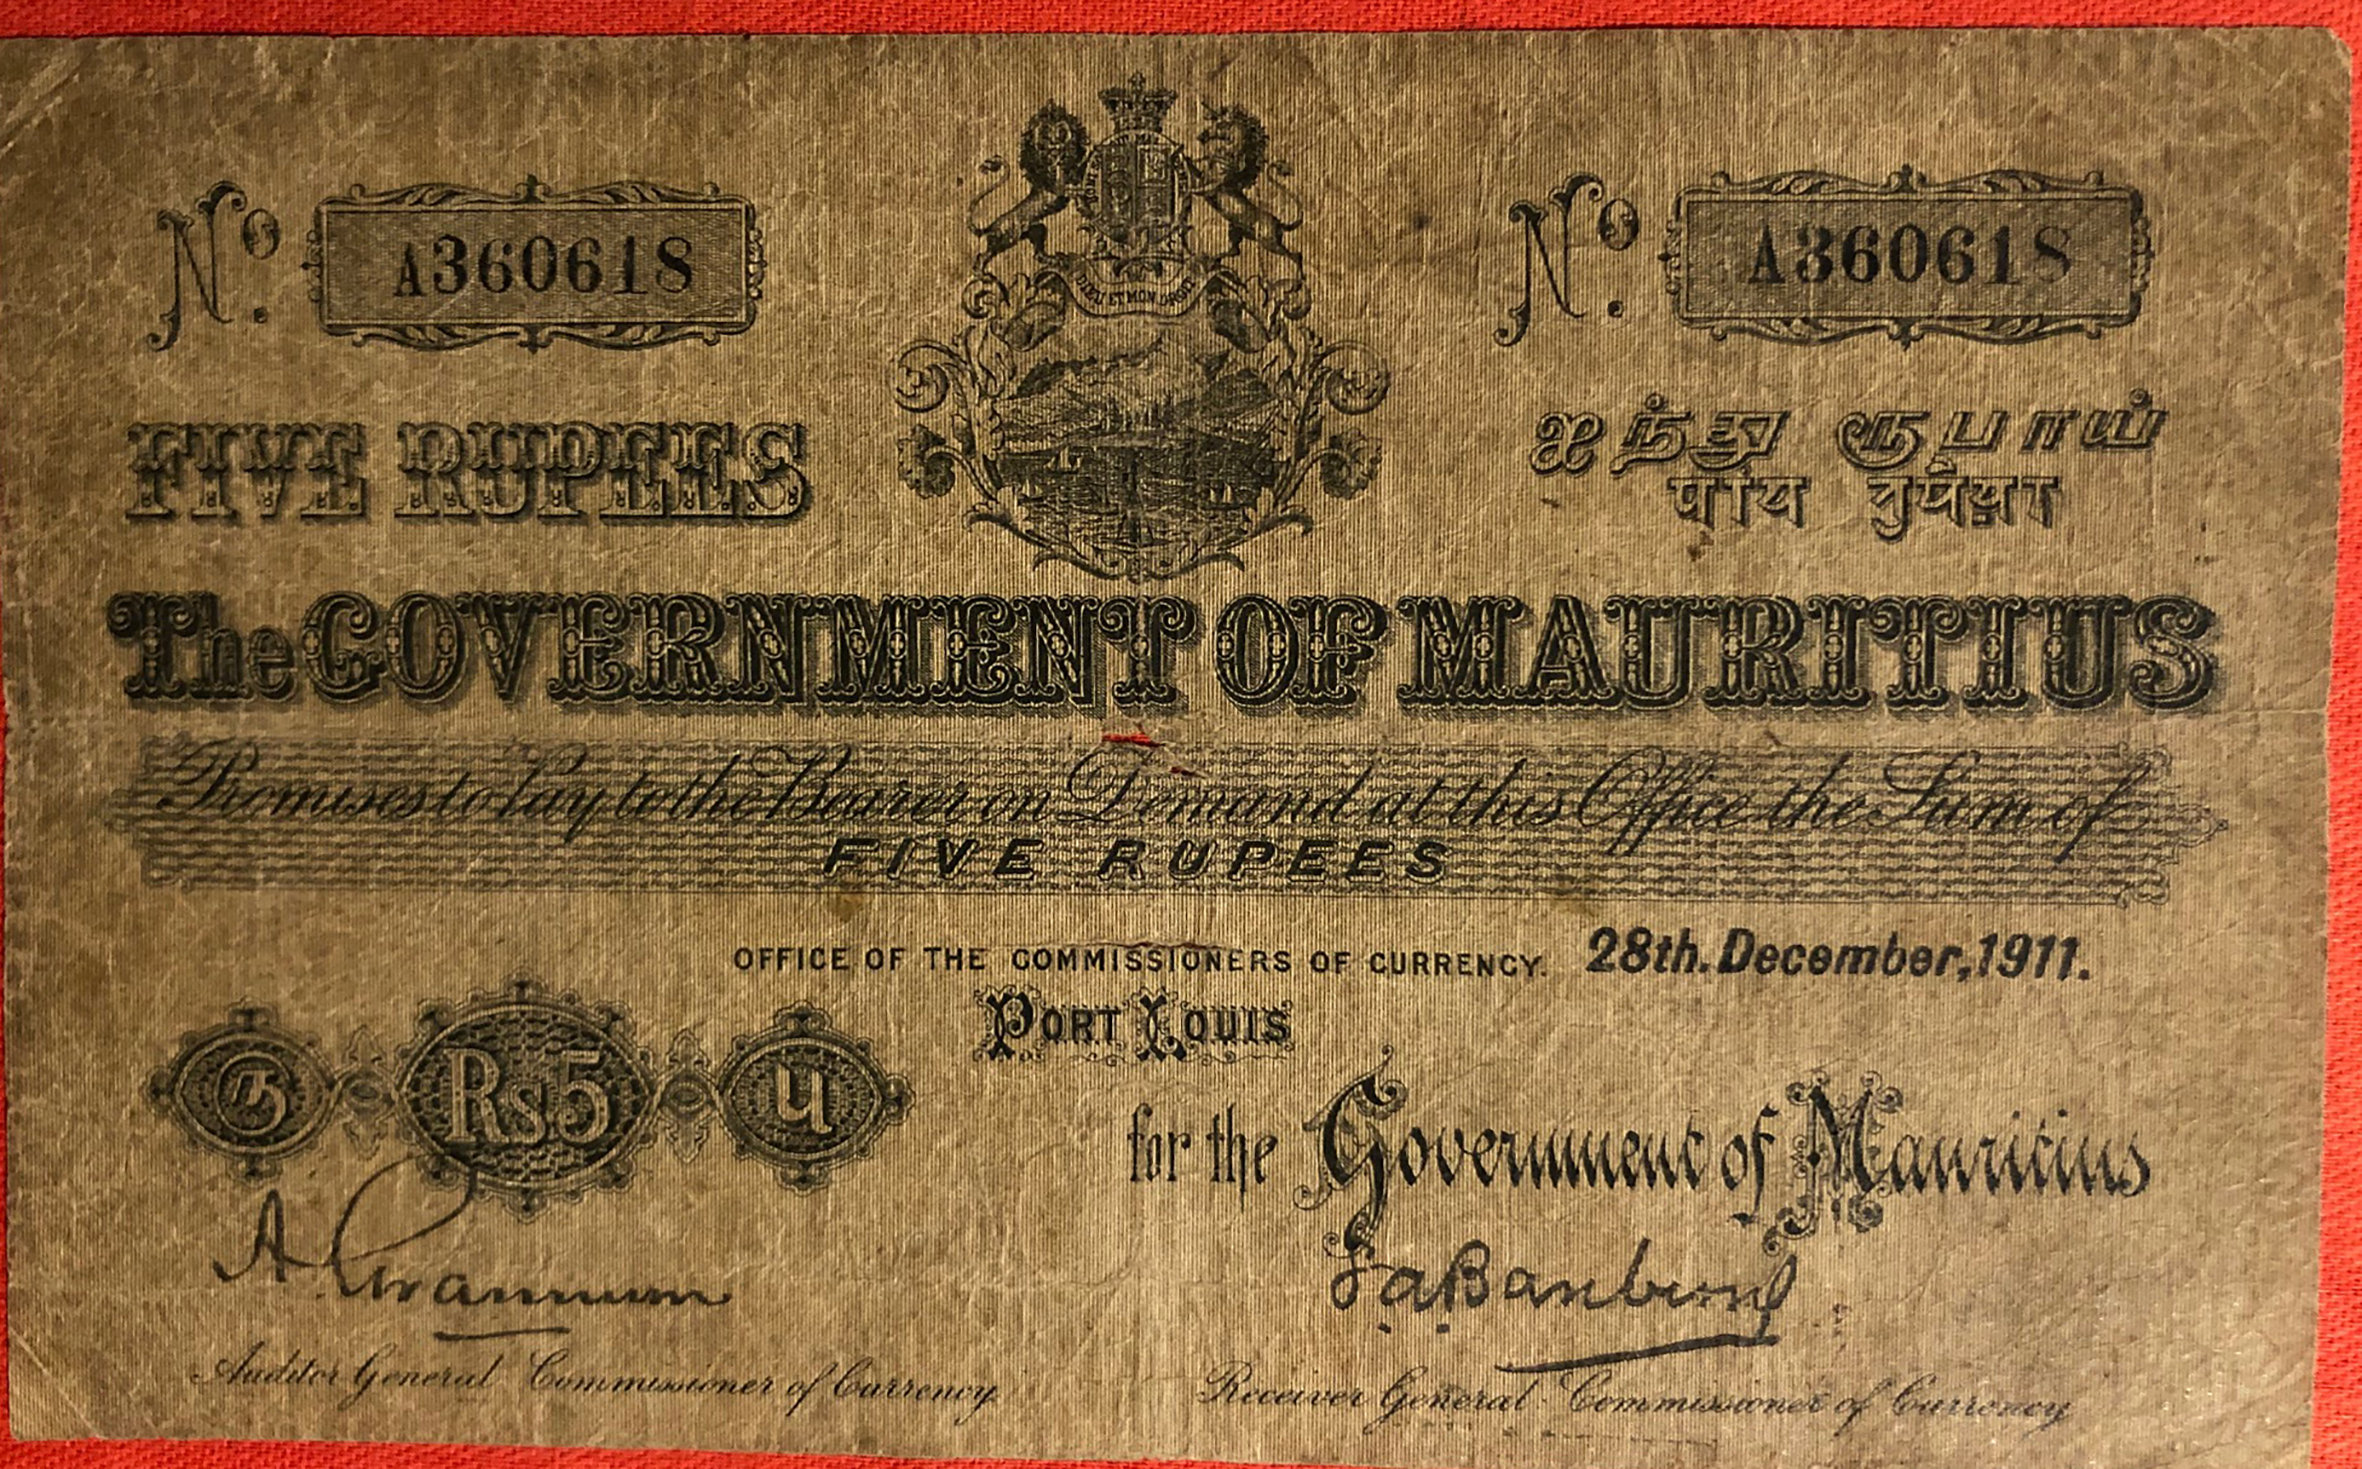 No. A360618
No. A360618
DIEU ET MON DROIT
FIVE RUPEES
ஐந்து ரூபாய்
पांच रुपैया
The GOVERNMENT OF MAURITIUS
Promises to Pay to the Bearer on Demand at this Office the Sum of
FIVE RUPEES
OFFICE OF THE COMMISSIONERS OF CURRENCY. 28th. December, 1911.
PORT LOUIS
௫ Rs5 ५
for the Government of Mauritius
Auditor General Commissioner of Currency
Receiver General Commissioner of Currency